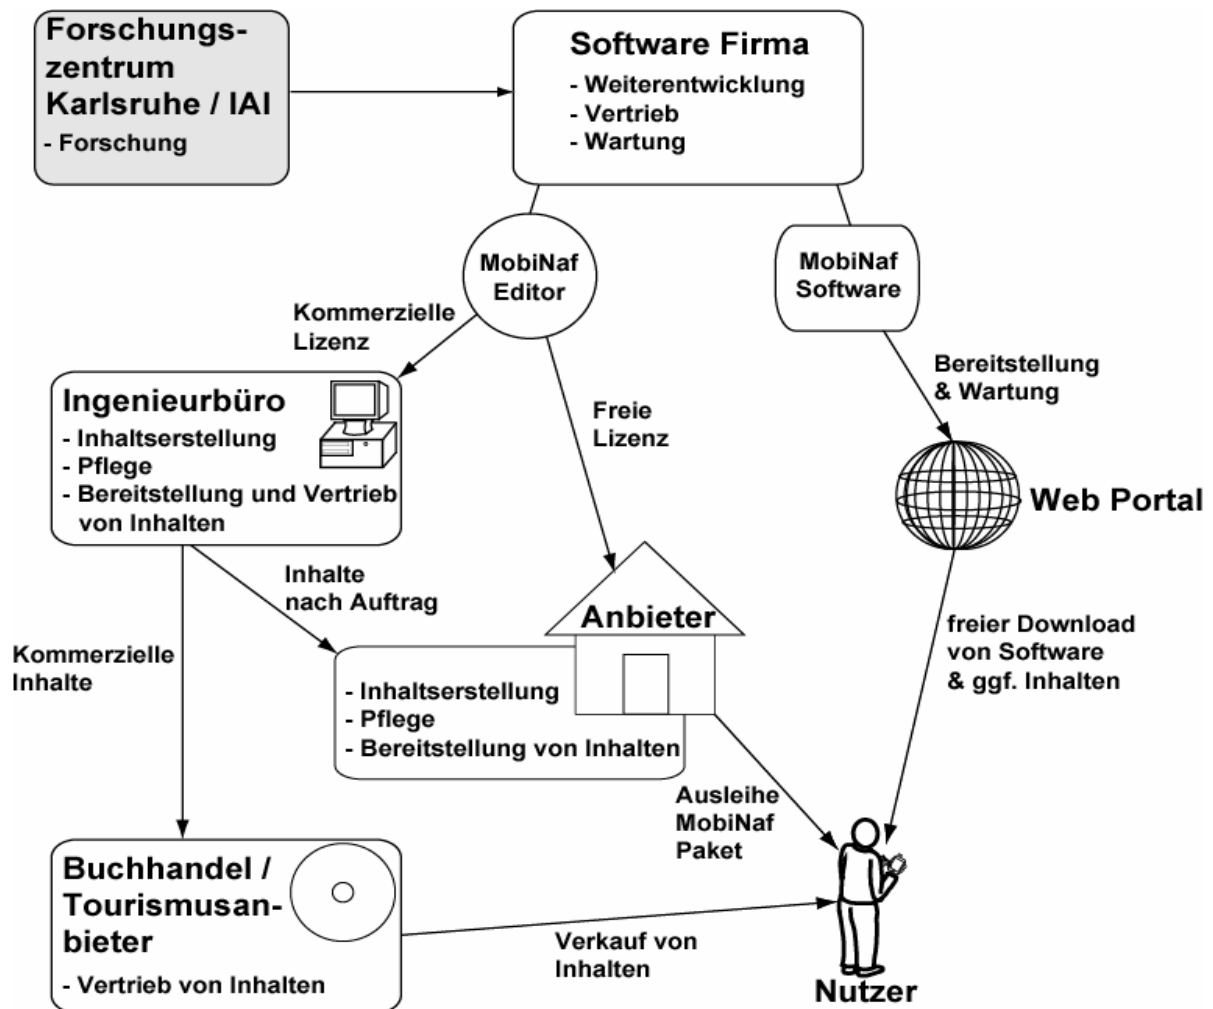 Forschungs-
zentrum
Karlsruhe / IAI
- Forschung
Software Firma
- Weiterentwicklung
- Vertrieb
- Wartung
MobiNaf
Editor
MobiNaf
Software
Kommerzielle
Lizenz
Freie
Lizenz
Bereitstellung
& Wartung
Ingenieurbüro
- Inhaltserstellung
- Pflege
- Bereitstellung und Vertrieb
von Inhalten
Web Portal
Inhalte
nach Auftrag
Kommerzielle
Inhalte
Anbieter
- Inhaltserstellung
- Pflege
- Bereitstellung von Inhalten
freier Download
von Software
& ggf. Inhalten
Ausleihe
MobiNaf
Paket
Buchhandel /
Tourismusan-
bieter
- Vertrieb von Inhalten
Verkauf von
Inhalten
Nutzer